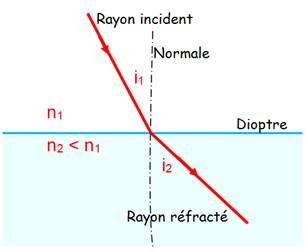 Rayon incident
Normale
i₁
n₁
Dioptre
n₂ < n₁
i₂
Rayon réfracté